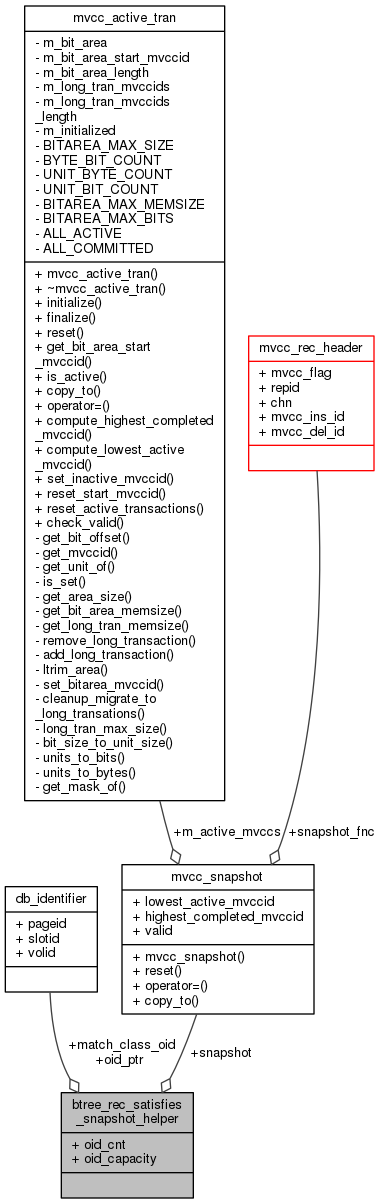 mvcc_active_tran
- m_bit_area
- m_bit_area_start_mvccid
- m_bit_area_length
- m_long_tran_mvccids
- m_long_tran_mvccids
_length
- m_initialized
- BITAREA_MAX_SIZE
- BYTE_BIT_COUNT
- UNIT_BYTE_COUNT
- UNIT_BIT_COUNT
- BITAREA_MAX_MEMSIZE
- BITAREA_MAX_BITS
- ALL_ACTIVE
- ALL_COMMITTED
+ mvcc_active_tran()
+ ~mvcc_active_tran()
+ initialize()
+ finalize()
+ reset()
+ get_bit_area_start
_mvccid()
+ is_active()
+ copy_to()
+ operator=()
+ compute_highest_completed
_mvccid()
+ compute_lowest_active
_mvccid()
+ set_inactive_mvccid()
+ reset_start_mvccid()
+ reset_active_transactions()
+ check_valid()
- get_bit_offset()
- get_mvccid()
- get_unit_of()
- is_set()
- get_area_size()
- get_bit_area_memsize()
- get_long_tran_memsize()
- remove_long_transaction()
- add_long_transaction()
- ltrim_area()
- set_bitarea_mvccid()
- cleanup_migrate_to
_long_transations()
- long_tran_max_size()
- bit_size_to_unit_size()
- units_to_bits()
- units_to_bytes()
- get_mask_of()
mvcc_rec_header
+ mvcc_flag
+ repid
+ chn
+ mvcc_ins_id
+ mvcc_del_id
+m_active_mvccs
+snapshot_fnc
mvcc_snapshot
+ lowest_active_mvccid
+ highest_completed_mvccid
+ valid
+ mvcc_snapshot()
+ reset()
+ operator=()
+ copy_to()
db_identifier
+ pageid
+ slotid
+ volid
+match_class_oid
+oid_ptr
+snapshot
btree_rec_satisfies
_snapshot_helper
+ oid_cnt
+ oid_capacity